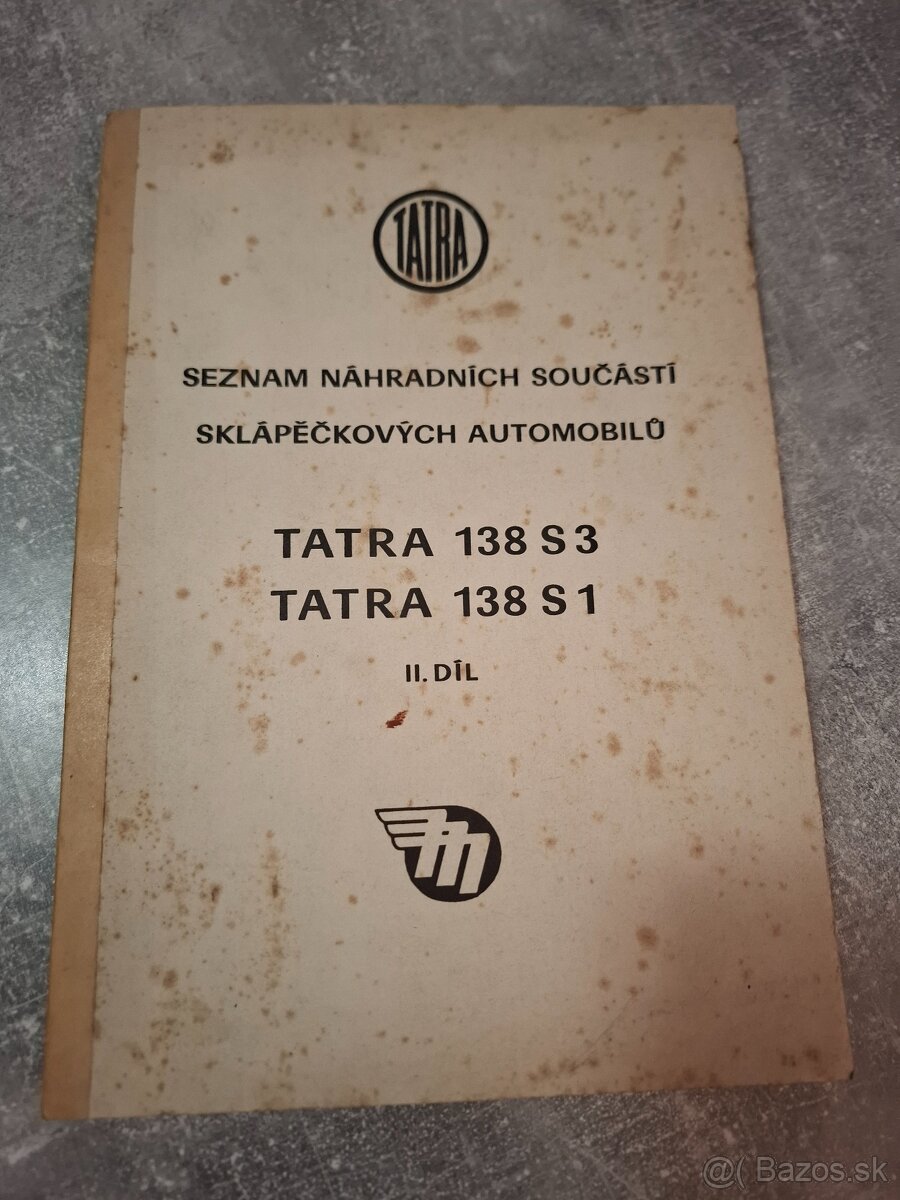 TATRA
SEZNAM NÁHRADNÍCH SOUČÁSTÍ
SKLÁPĚČKOVÝCH AUTOMOBILŮ
TATRA 138 S3
TATRA 138 S1
II. DÍL
@( Bazos.sk